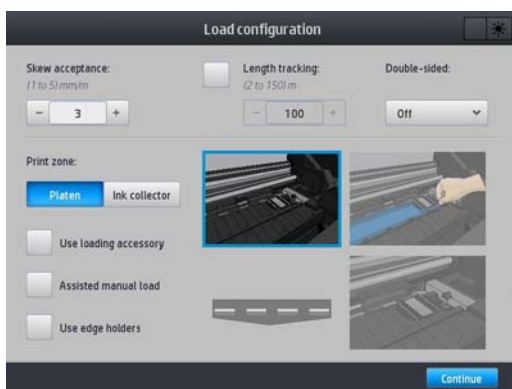 Load configuration
Skew acceptance:
(1 to 5) mm/m
- 3 +
Length tracking:
(2 to 150) m
- 100 +
Double-sided:
Off
Print zone:
Platen
Ink collector
Use loading accessory
Assisted manual load
Use edge holders
Continue